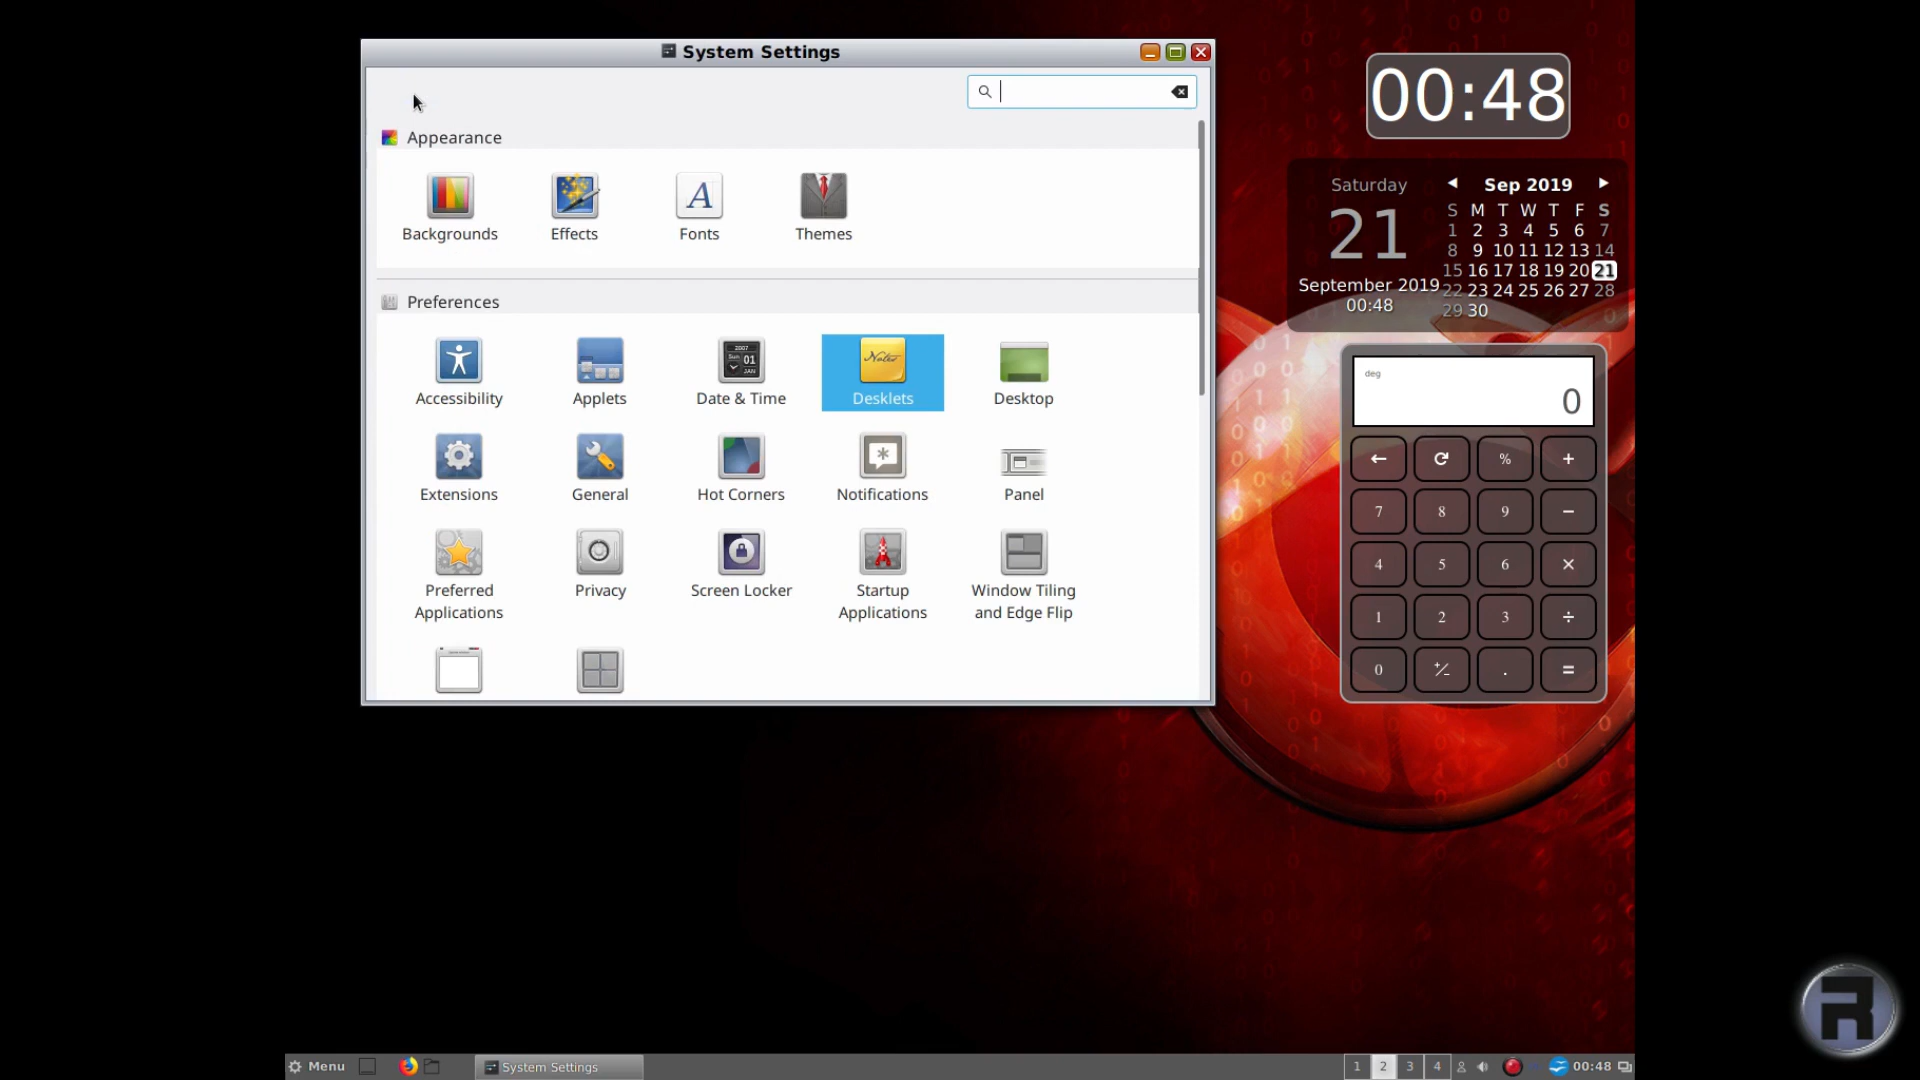 System Settings
Appearance
Backgrounds
Effects
Fonts
Themes
Preferences
Accessibility
Applets
Date & Time
Desklets
Desktop
Extensions
General
Hot Corners
Notifications
Panel
Preferred
Applications
Privacy
Screen Locker
Startup
Applications
Window Tiling
and Edge Flip
00:48
Saturday
21
September 2019
00:48
Sep 2019
S M T W T F S
1 2 3 4 5 6 7
8 9 10 11 12 13 14
15 16 17 18 19 20 21
22 23 24 25 26 27 28
29 30
deg
0
← % +
7 8 9 −
4 5 6 ×
1 2 3 ÷
0 +⁄− . =
Menu
System Settings
1 2 3 4
00:48
R